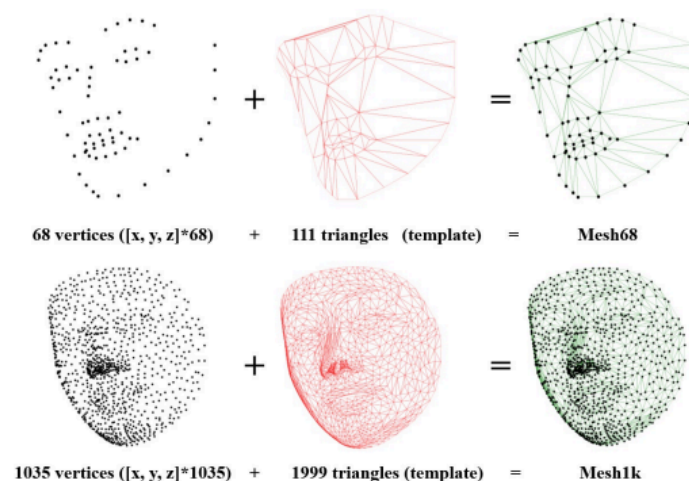 + =
68 vertices ([x, y, z]*68) + 111 triangles (template) = Mesh68
+ =
1035 vertices ([x, y, z]*1035) + 1999 triangles (template) = Mesh1k